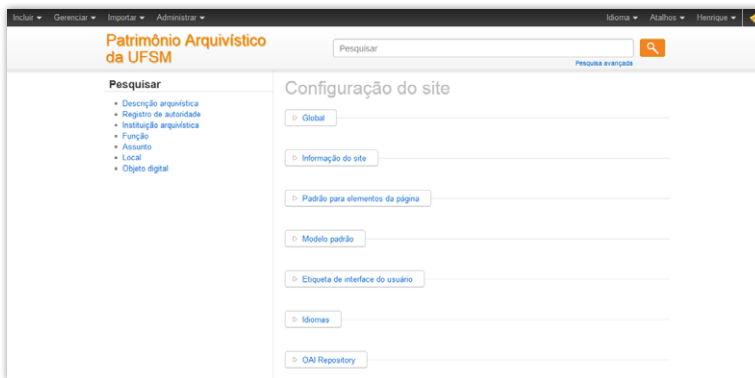 Incluir Gerenciar Importar Administrar Idioma Atalhos Henrique
Patrimônio Arquivístico
da UFSM
Pesquisar
Pesquisa avançada
Pesquisar
Descrição arquivística
Registro de autoridade
Instituição arquivística
Função
Assunto
Local
Objeto digital
Configuração do site
Global
Informação do site
Padrão para elementos da página
Modelo padrão
Etiqueta de interface do usuário
Idiomas
OAI Repository